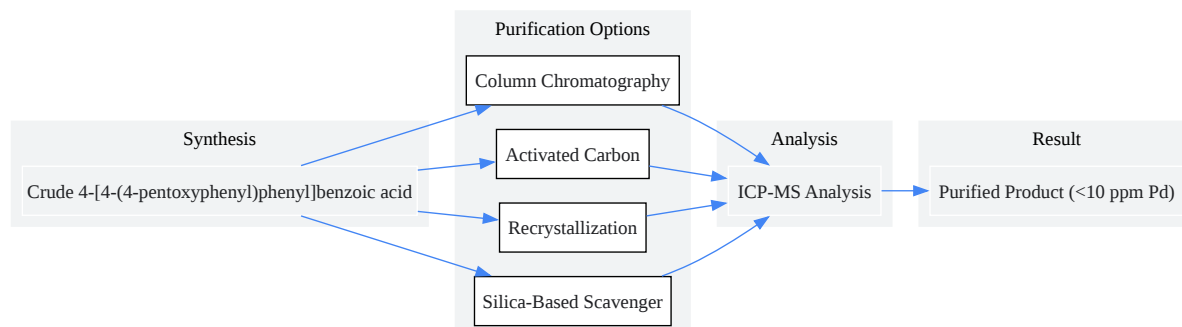 Purification Options
Column Chromatography
Synthesis
Analysis
Result
Activated Carbon
Crude 4-[4-(4-pentoxyphenyl)phenyl]benzoic acid
ICP-MS Analysis
Purified Product (<10 ppm Pd)
Recrystallization
Silica-Based Scavenger